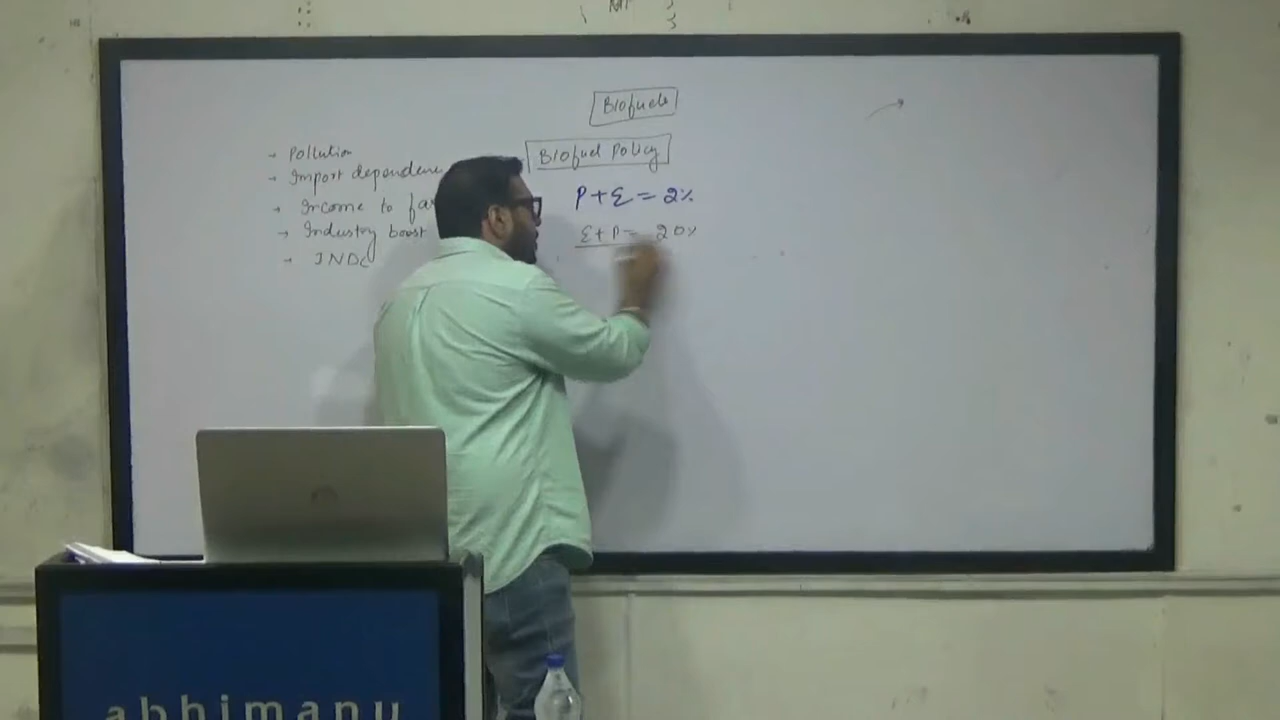 Biofuels
Biofuel Policy
→ Pollution
→ Import dependen
→ Income to fa
→ Industry boost
→ INDC
P+E = 2%
E+P = 20%
abhimanu